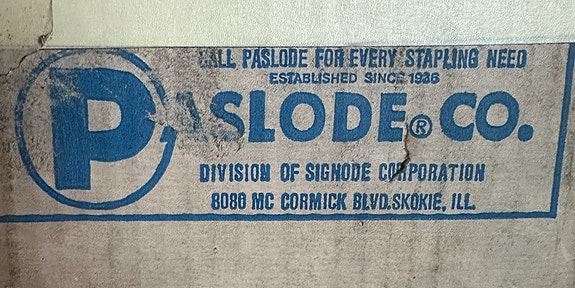 CALL PASLODE FOR EVERY STAPLING NEED
ESTABLISHED SINCE 1936
PASLODE® CO.
DIVISION OF SIGNODE CORPORATION
8080 MC CORMICK BLVD. SKOKIE, ILL.